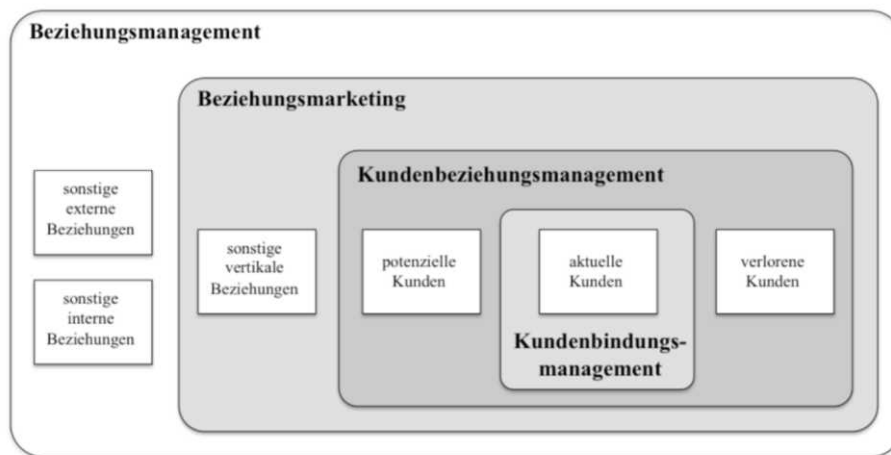 Beziehungsmanagement
Beziehungsmarketing
Kundenbeziehungsmanagement
sonstige
externe
Beziehungen
sonstige
interne
Beziehungen
sonstige
vertikale
Beziehungen
potenzielle
Kunden
aktuelle
Kunden
verlorene
Kunden
Kundenbindungs-
management